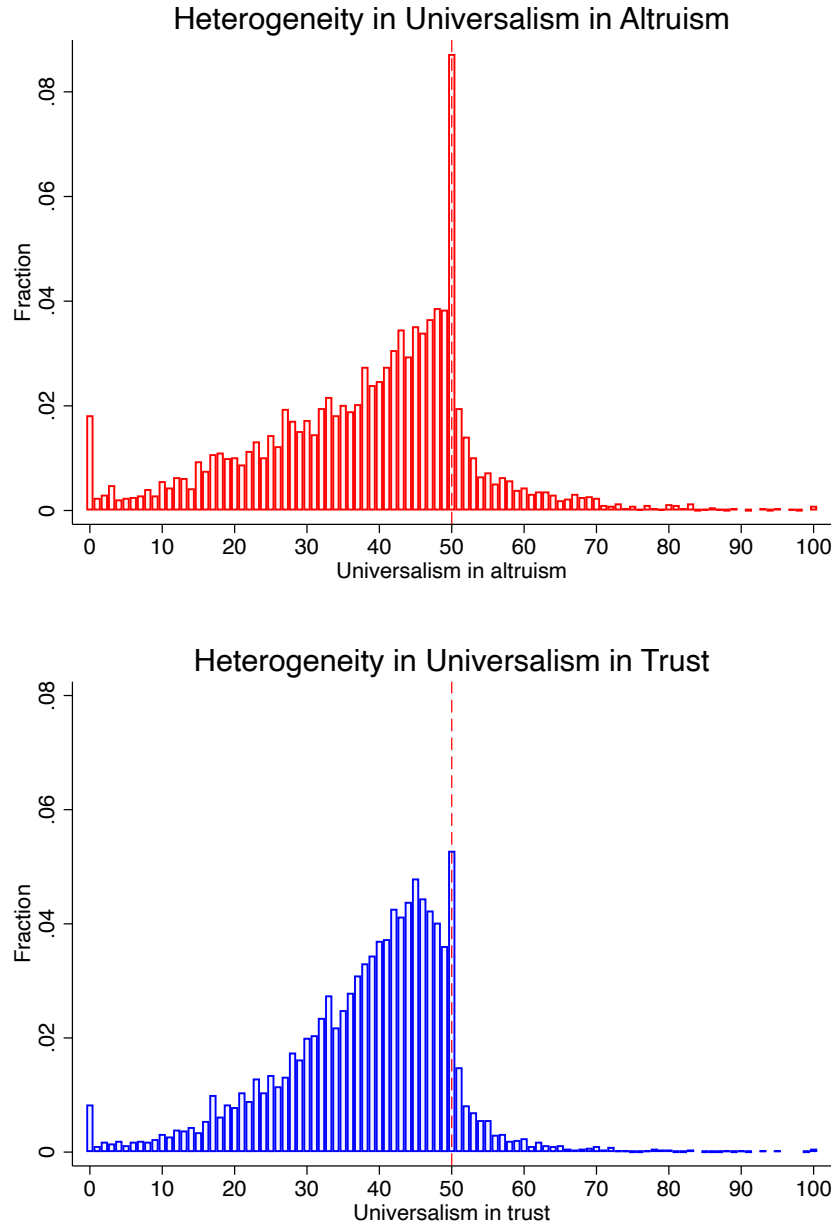 Heterogeneity in Universalism in Altruism
Fraction
.08
.06
.04
.02
0
0 10 20 30 40 50 60 70 80 90 100
Universalism in altruism
Heterogeneity in Universalism in Trust
Fraction
.08
.06
.04
.02
0
0 10 20 30 40 50 60 70 80 90 100
Universalism in trust